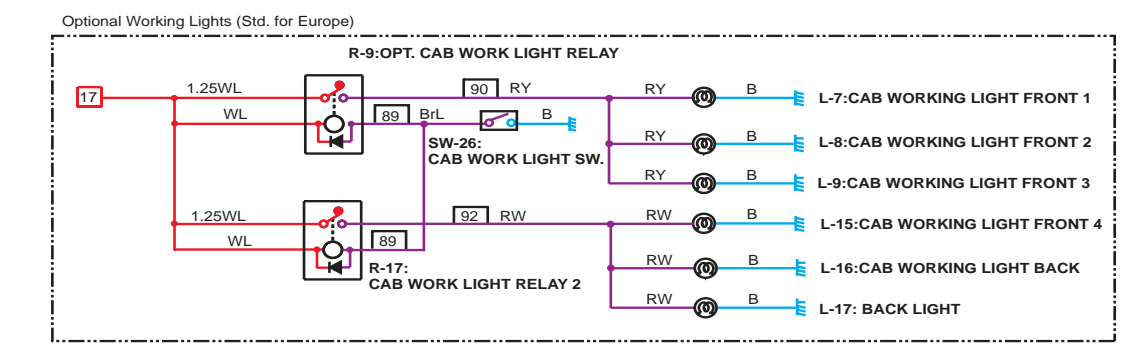 Optional Working Lights (Std. for Europe)
R-9:OPT. CAB WORK LIGHT RELAY
17
1.25WL
90 RY
RY B L-7:CAB WORKING LIGHT FRONT 1
WL
89 BrL B
SW-26:
CAB WORK LIGHT SW.
RY B L-8:CAB WORKING LIGHT FRONT 2
RY B L-9:CAB WORKING LIGHT FRONT 3
1.25WL
92 RW
RW B L-15:CAB WORKING LIGHT FRONT 4
WL
89
R-17:
CAB WORK LIGHT RELAY 2
RW B L-16:CAB WORKING LIGHT BACK
RW B L-17: BACK LIGHT